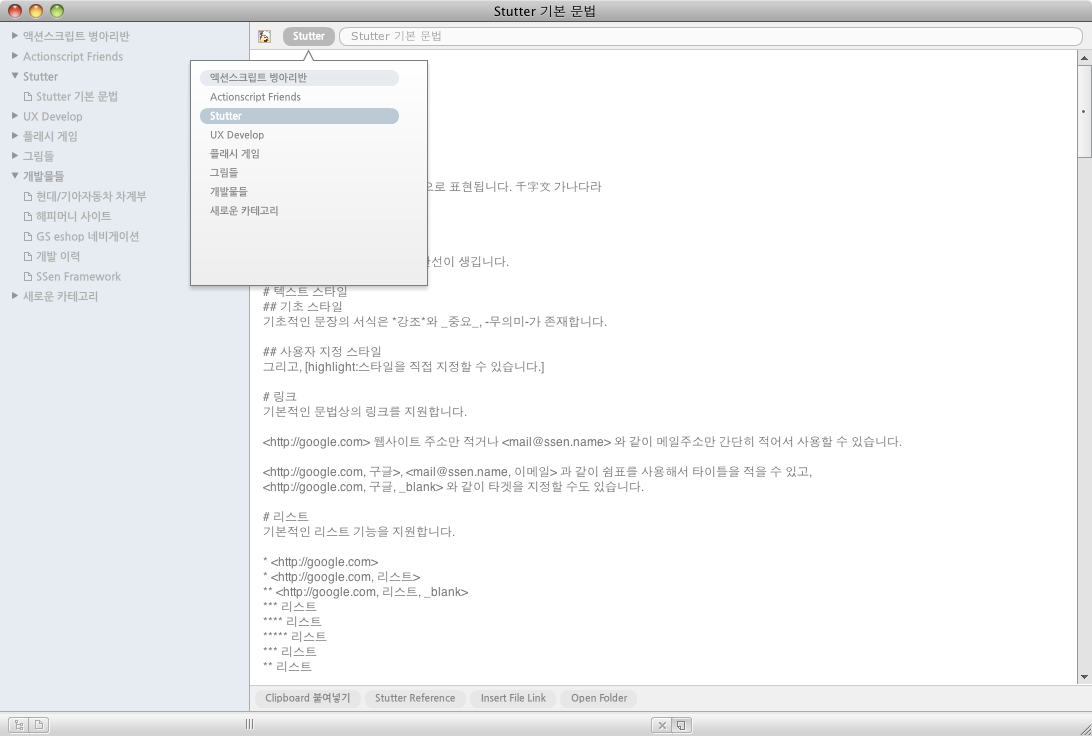 Stutter 기본 문법
액션스크립트 병아리반
Actionscript Friends
Stutter
Stutter 기본 문법
UX Develop
플래시 게임
그림들
개발물들
현대/기아자동차 차계부
해피머니 사이트
GS eshop 네비게이션
개발 이력
SSen Framework
새로운 카테고리
Stutter
Stutter 기본 문법
액션스크립트 병아리반
Actionscript Friends
Stutter
UX Develop
플래시 게임
그림들
개발물들
새로운 카테고리
으로 표현됩니다. 千字文 가나다라
선이 생깁니다.
# 텍스트 스타일
## 기초 스타일
기초적인 문장의 서식은 *강조*와 _중요_, -무의미-가 존재합니다.
## 사용자 지정 스타일
그리고, [highlight:스타일을 직접 지정할 수 있습니다.]
# 링크
기본적인 문법상의 링크를 지원합니다.
<http://google.com> 웹사이트 주소만 적거나 <mail@ssen.name> 와 같이 메일주소만 간단히 적어서 사용할 수 있습니다.
<http://google.com, 구글>, <mail@ssen.name, 이메일> 과 같이 쉼표를 사용해서 타이틀을 적을 수 있고,
<http://google.com, 구글, _blank> 와 같이 타겟을 지정할 수도 있습니다.
# 리스트
기본적인 리스트 기능을 지원합니다.
* <http://google.com>
* <http://google.com, 리스트>
** <http://google.com, 리스트, _blank>
*** 리스트
**** 리스트
***** 리스트
*** 리스트
** 리스트
Clipboard 붙여넣기
Stutter Reference
Insert File Link
Open Folder